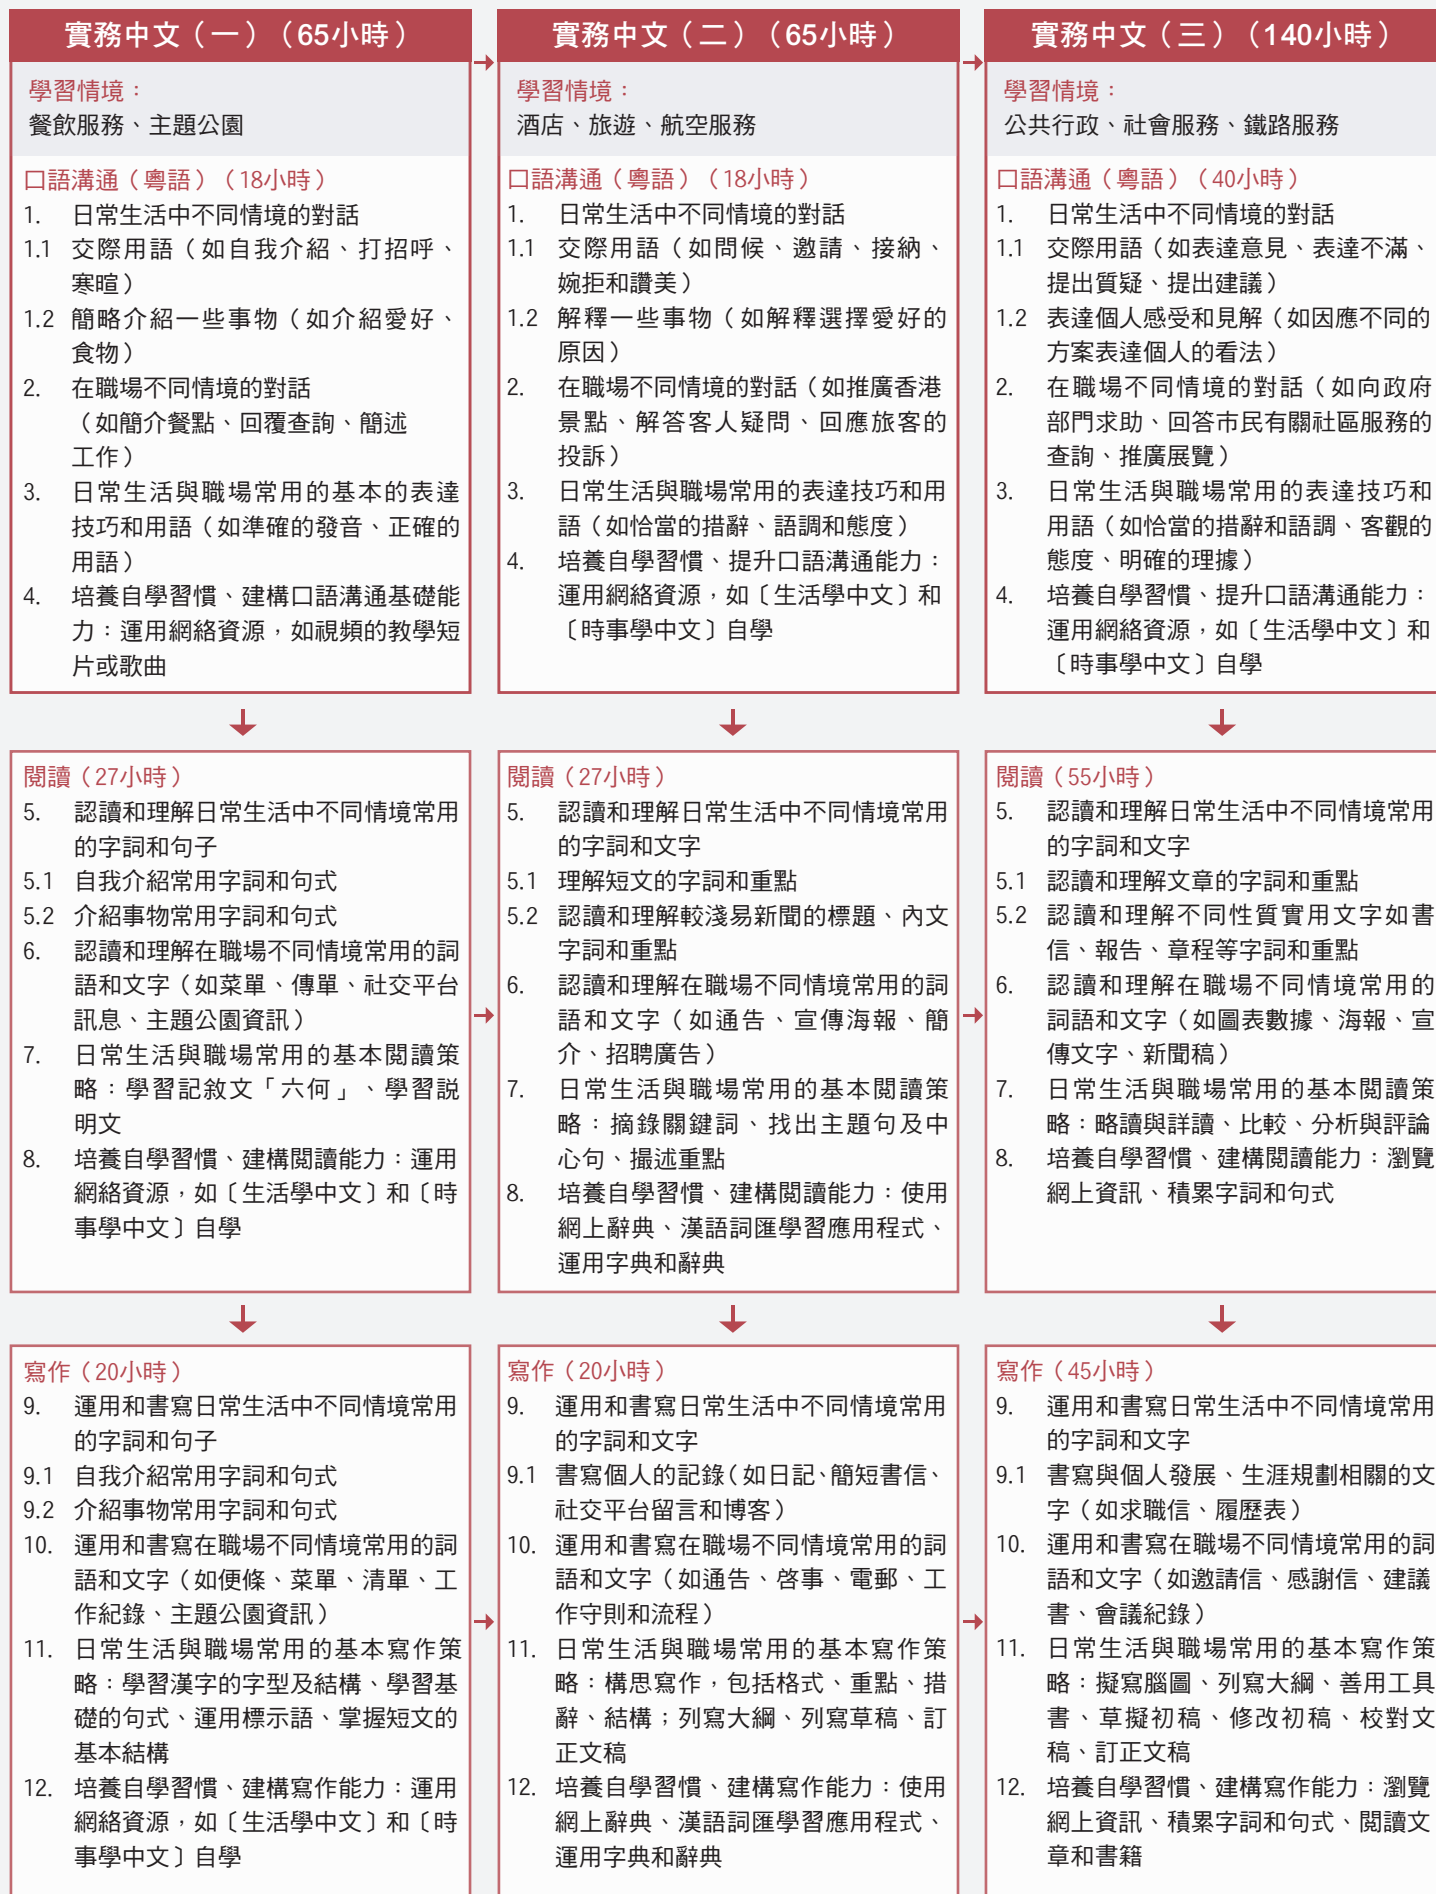 實務中文（一）（65小時）
學習情境：
餐飲服務、主題公園
口語溝通（粵語）（18小時）
1. 日常生活中不同情境的對話
1.1 交際用語（如自我介紹、打招呼、
寒暄）
1.2 簡略介紹一些事物（如介紹愛好、
食物）
2. 在職場不同情境的對話
（如簡介餐點、回覆查詢、簡述
工作）
3. 日常生活與職場常用的基本的表達
技巧和用語（如準確的發音、正確的
用語）
4. 培養自學習慣、建構口語溝通基礎能
力：運用網絡資源，如視頻的教學短
片或歌曲
閱讀（27小時）
5. 認讀和理解日常生活中不同情境常用
的字詞和句子
5.1 自我介紹常用字詞和句式
5.2 介紹事物常用字詞和句式
6. 認讀和理解在職場不同情境常用的詞
語和文字（如菜單、傳單、社交平台
訊息、主題公園資訊）
7. 日常生活與職場常用的基本閱讀策
略：學習記敘文「六何」、學習説
明文
8. 培養自學習慣、建構閱讀能力：運用
網絡資源，如〔生活學中文〕和〔時
事學中文〕自學
寫作（20小時）
9. 運用和書寫日常生活中不同情境常用
的字詞和句子
9.1 自我介紹常用字詞和句式
9.2 介紹事物常用字詞和句式
10. 運用和書寫在職場不同情境常用的詞
語和文字（如便條、菜單、清單、工
作紀錄、主題公園資訊）
11. 日常生活與職場常用的基本寫作策
略：學習漢字的字型及結構、學習基
礎的句式、運用標示語、掌握短文的
基本結構
12. 培養自學習慣、建構寫作能力：運用
網絡資源，如〔生活學中文〕和〔時
事學中文〕自學
實務中文（二）（65小時）
學習情境：
酒店、旅遊、航空服務
口語溝通（粵語）（18小時）
1. 日常生活中不同情境的對話
1.1 交際用語（如問候、邀請、接納、
婉拒和讚美）
1.2 解釋一些事物（如解釋選擇愛好的
原因）
2. 在職場不同情境的對話（如推廣香港
景點、解答客人疑問、回應旅客的
投訴）
3. 日常生活與職場常用的表達技巧和用
語（如恰當的措辭、語調和態度）
4. 培養自學習慣、提升口語溝通能力：
運用網絡資源，如〔生活學中文〕和
〔時事學中文〕自學
閱讀（27小時）
5. 認讀和理解日常生活中不同情境常用
的字詞和文字
5.1 理解短文的字詞和重點
5.2 認讀和理解較淺易新聞的標題、內文
字詞和重點
6. 認讀和理解在職場不同情境常用的詞
語和文字（如通告、宣傳海報、簡
介、招聘廣告）
7. 日常生活與職場常用的基本閱讀策
略：摘錄關鍵詞、找出主題句及中
心句、撮述重點
8. 培養自學習慣、建構閱讀能力：使用
網上辭典、漢語詞匯學習應用程式、
運用字典和辭典
寫作（20小時）
9. 運用和書寫日常生活中不同情境常用
的字詞和文字
9.1 書寫個人的記錄（如日記、簡短書信、
社交平台留言和博客）
10. 運用和書寫在職場不同情境常用的詞
語和文字（如通告、啓事、電郵、工
作守則和流程）
11. 日常生活與職場常用的基本寫作策
略：構思寫作，包括格式、重點、措
辭、結構；列寫大綱、列寫草稿、訂
正文稿
12. 培養自學習慣、建構寫作能力：使用
網上辭典、漢語詞匯學習應用程式、
運用字典和辭典
實務中文（三）（140小時）
學習情境：
公共行政、社會服務、鐵路服務
口語溝通（粵語）（40小時）
1. 日常生活中不同情境的對話
1.1 交際用語（如表達意見、表達不滿、
提出質疑、提出建議）
1.2 表達個人感受和見解（如因應不同的
方案表達個人的看法）
2. 在職場不同情境的對話（如向政府
部門求助、回答市民有關社區服務的
查詢、推廣展覽）
3. 日常生活與職場常用的表達技巧和
用語（如恰當的措辭和語調、客觀的
態度、明確的理據）
4. 培養自學習慣、提升口語溝通能力：
運用網絡資源，如〔生活學中文〕和
〔時事學中文〕自學
閱讀（55小時）
5. 認讀和理解日常生活中不同情境常用
的字詞和文字
5.1 認讀和理解文章的字詞和重點
5.2 認讀和理解不同性質實用文字如書
信、報告、章程等字詞和重點
6. 認讀和理解在職場不同情境常用的
詞語和文字（如圖表數據、海報、宣
傳文字、新聞稿）
7. 日常生活與職場常用的基本閱讀策
略：略讀與詳讀、比較、分析與評論
8. 培養自學習慣、建構閱讀能力：瀏覽
網上資訊、積累字詞和句式
寫作（45小時）
9. 運用和書寫日常生活中不同情境常用
的字詞和文字
9.1 書寫與個人發展、生涯規劃相關的文
字（如求職信、履歷表）
10. 運用和書寫在職場不同情境常用的詞
語和文字（如邀請信、感謝信、建議
書、會議紀錄）
11. 日常生活與職場常用的基本寫作策
略：擬寫腦圖、列寫大綱、善用工具
書、草擬初稿、修改初稿、校對文
稿、訂正文稿
12. 培養自學習慣、建構寫作能力：瀏覽
網上資訊、積累字詞和句式、閱讀文
章和書籍